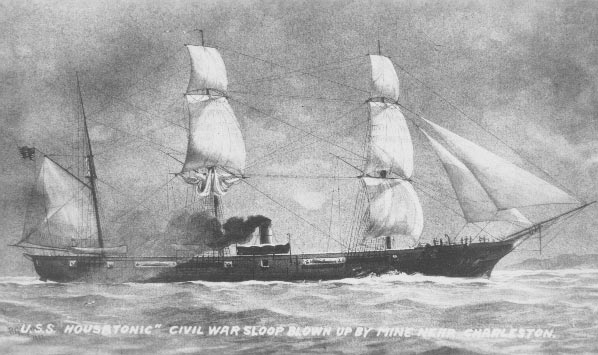 U.S.S. HOUSATONIC" CIVIL WAR SLOOP BLOWN UP BY MINE NEAR CHARLESTON.